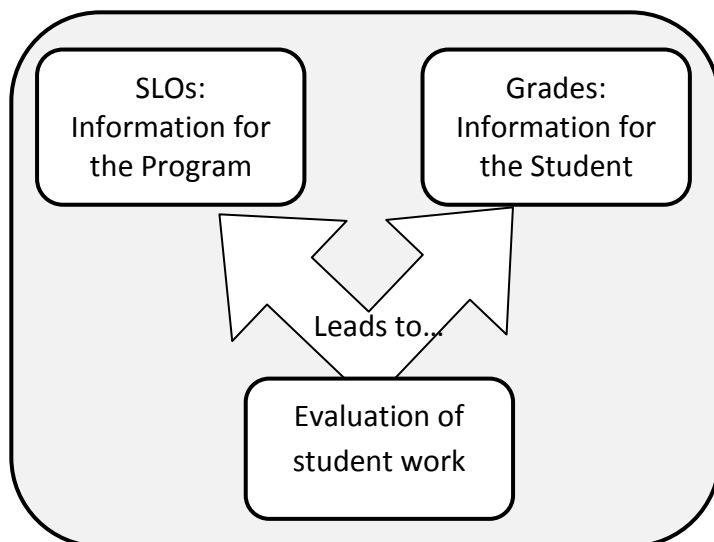 SLOs:
Information for
the Program
Grades:
Information for
the Student
Leads to…
Evaluation of
student work